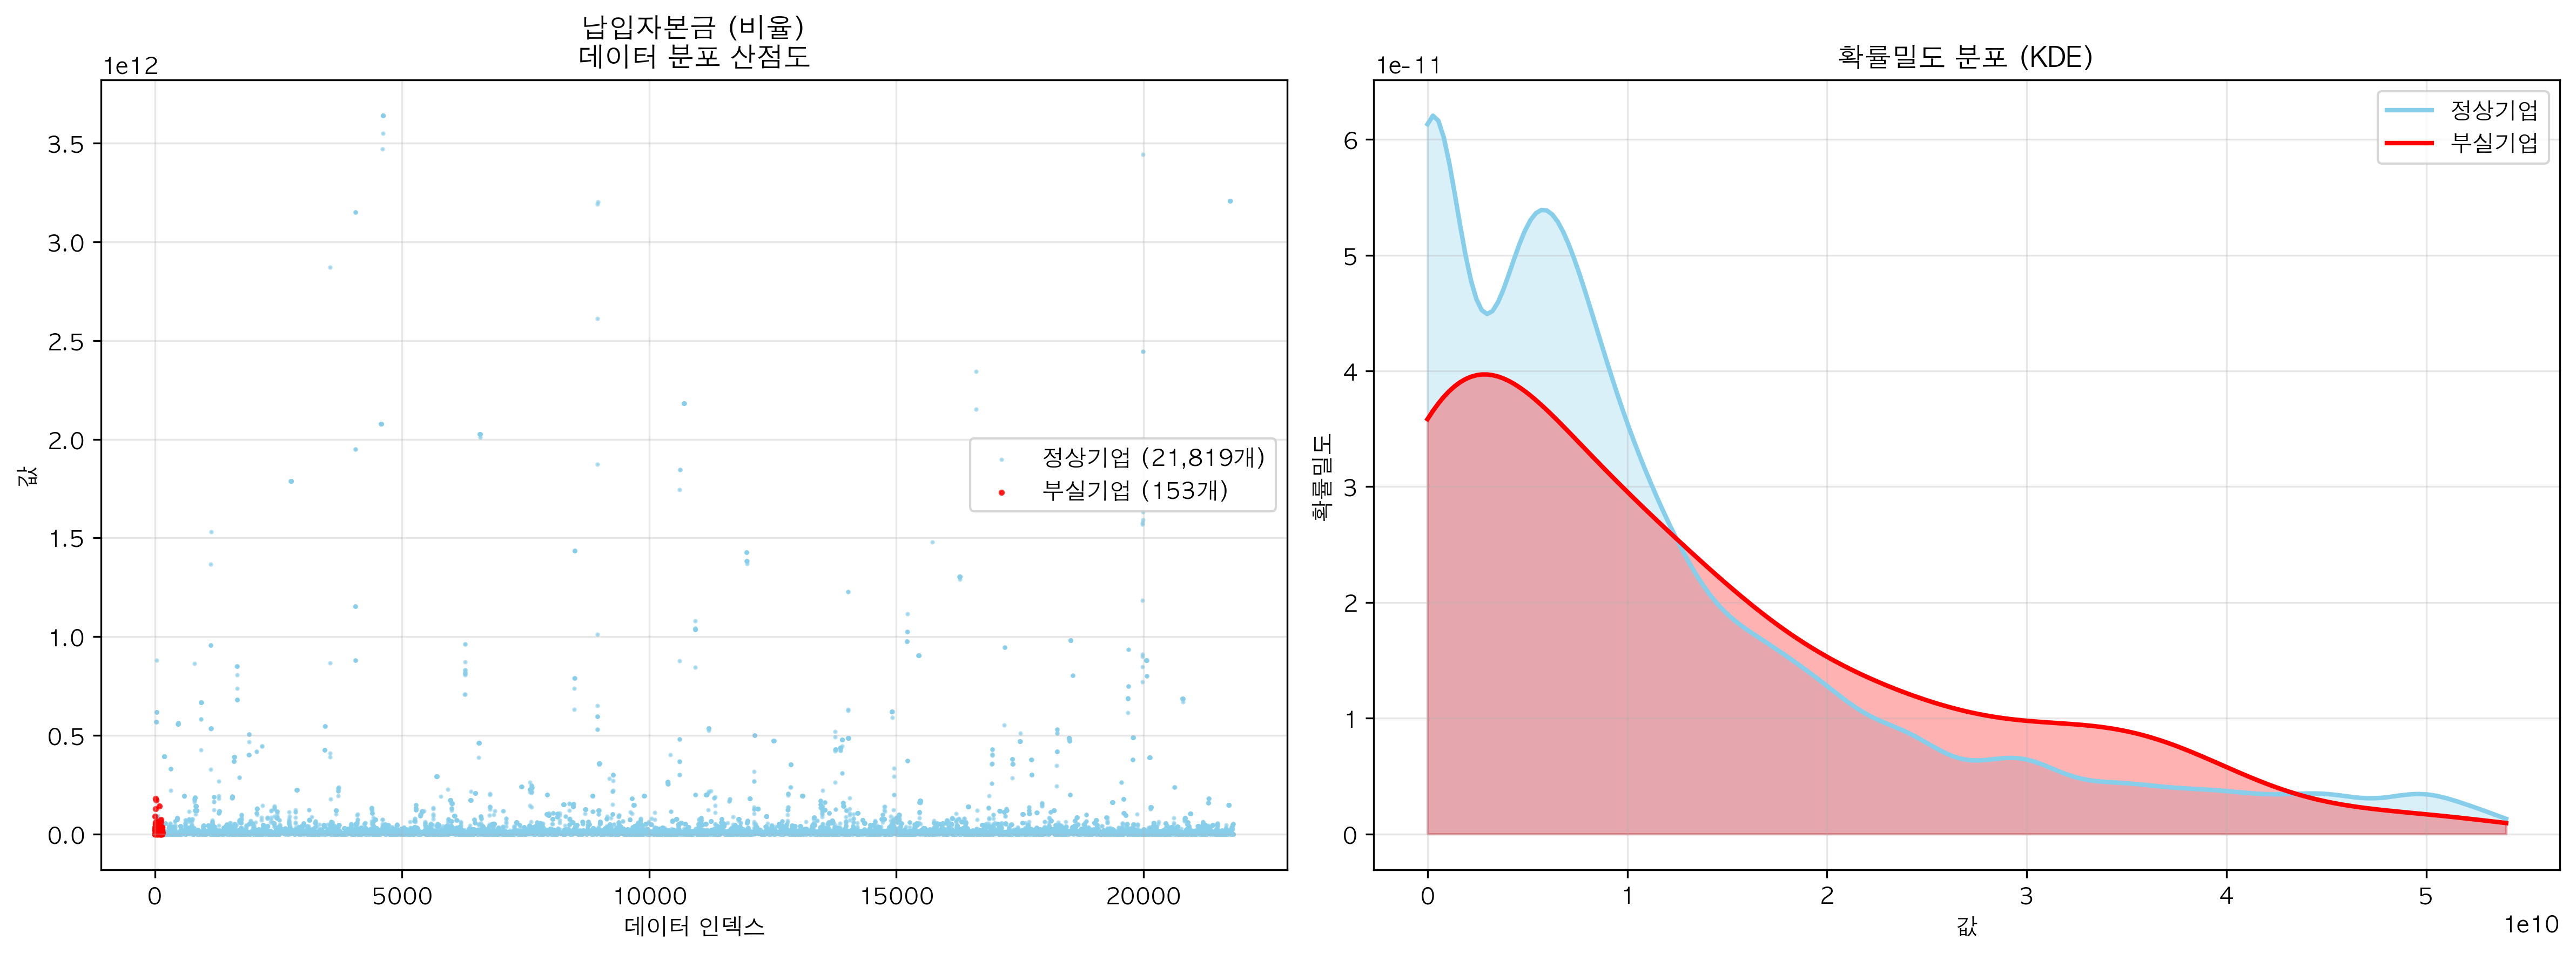 납입자본금 (비율)
데이터 분포 산점도
1e12
3.5
3.0
2.5
2.0
1.5
1.0
0.5
0.0
값
정상기업 (21,819개)
부실기업 (153개)
0 5000 10000 15000 20000
데이터 인덱스
확률밀도 분포 (KDE)
1e-11
6
5
4
3
2
1
0
확률밀도
정상기업
부실기업
0 1 2 3 4 5
값
1e10